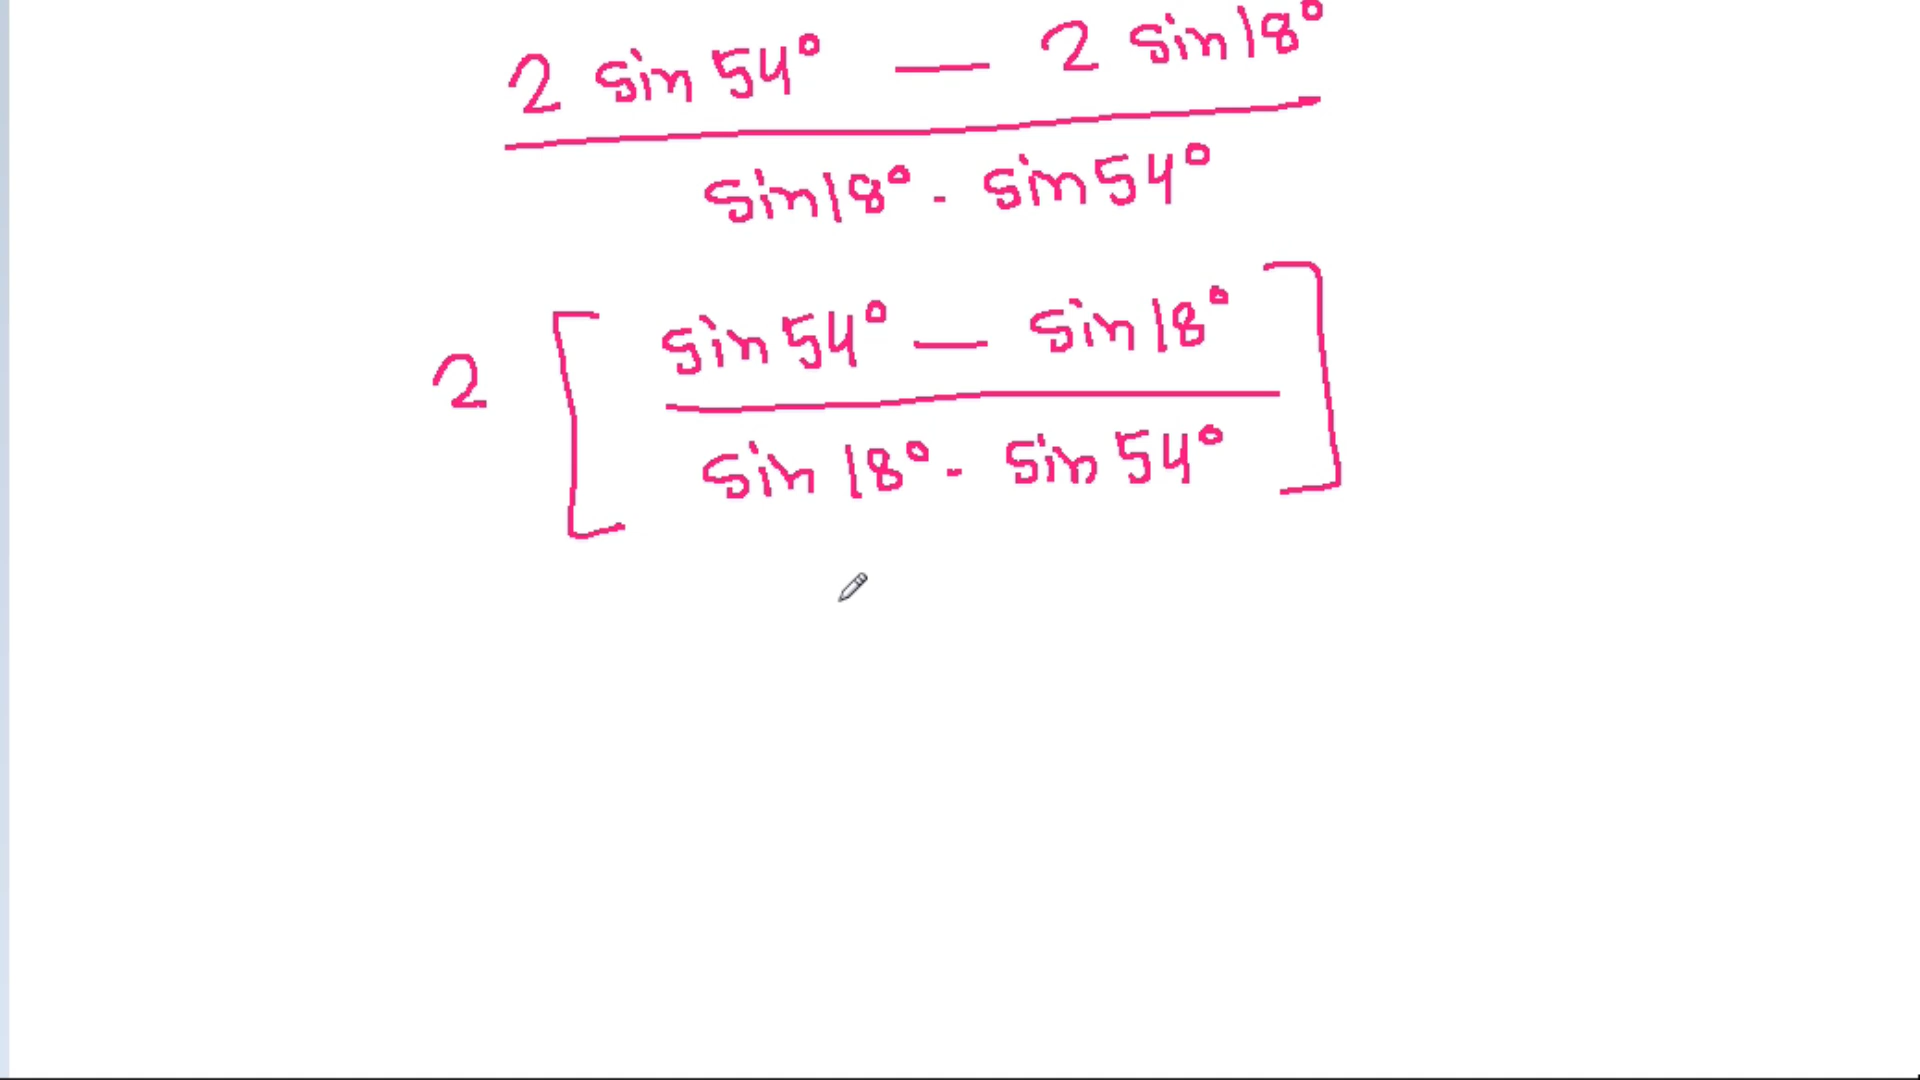 2 sin 54° — 2 sin 18°
sin 18° . sin 54°
2 [ sin 54° — sin 18° ]
sin 18° . sin 54°